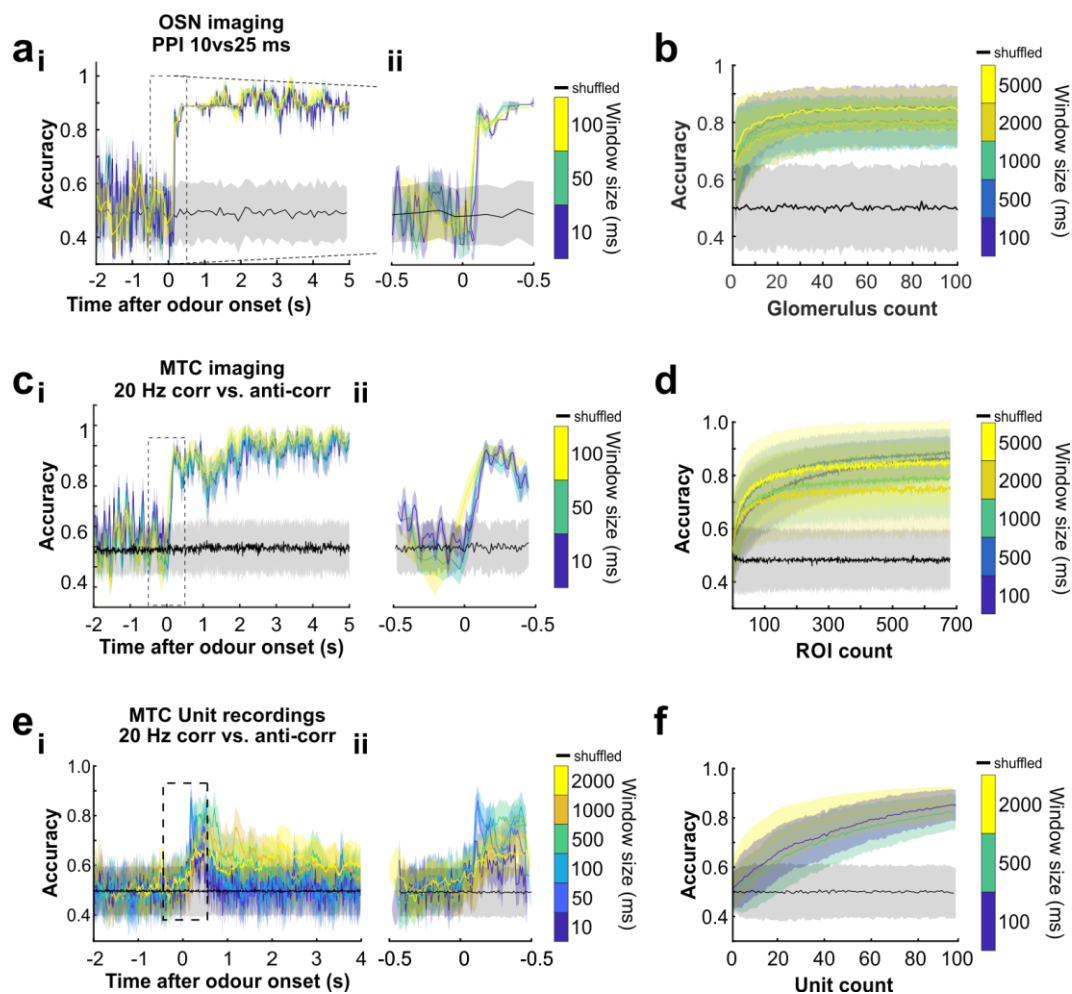 OSN imaging
PPI 10vs25 ms
a i
ii
Accuracy
1
0.8
0.6
0.4
-2 -1 0 1 2 3 4 5
Time after odour onset (s)
-0.5 0 -0.5
shuffled
100
50
10
Window size (ms)
b
Accuracy
1
0.8
0.6
0.4
0 20 40 60 80 100
Glomerulus count
shuffled
5000
2000
1000
500
100
Window size (ms)
MTC imaging
20 Hz corr vs. anti-corr
c i
ii
Accuracy
1
0.8
0.6
0.4
-2 -1 0 1 2 3 4 5
Time after odour onset (s)
-0.5 0 -0.5
shuffled
100
50
10
Window size (ms)
d
Accuracy
1.0
0.8
0.6
0.4
100 300 500 700
ROI count
shuffled
5000
2000
1000
500
100
Window size (ms)
MTC Unit recordings
20 Hz corr vs. anti-corr
e i
ii
Accuracy
1.0
0.8
0.6
0.4
-2 -1 0 1 2 3 4
Time after odour onset (s)
-0.5 0 -0.5
shuffled
2000
1000
500
100
50
10
Window size (ms)
f
Accuracy
1.0
0.8
0.6
0.4
0 20 40 60 80 100
Unit count
shuffled
2000
500
100
Window size (ms)